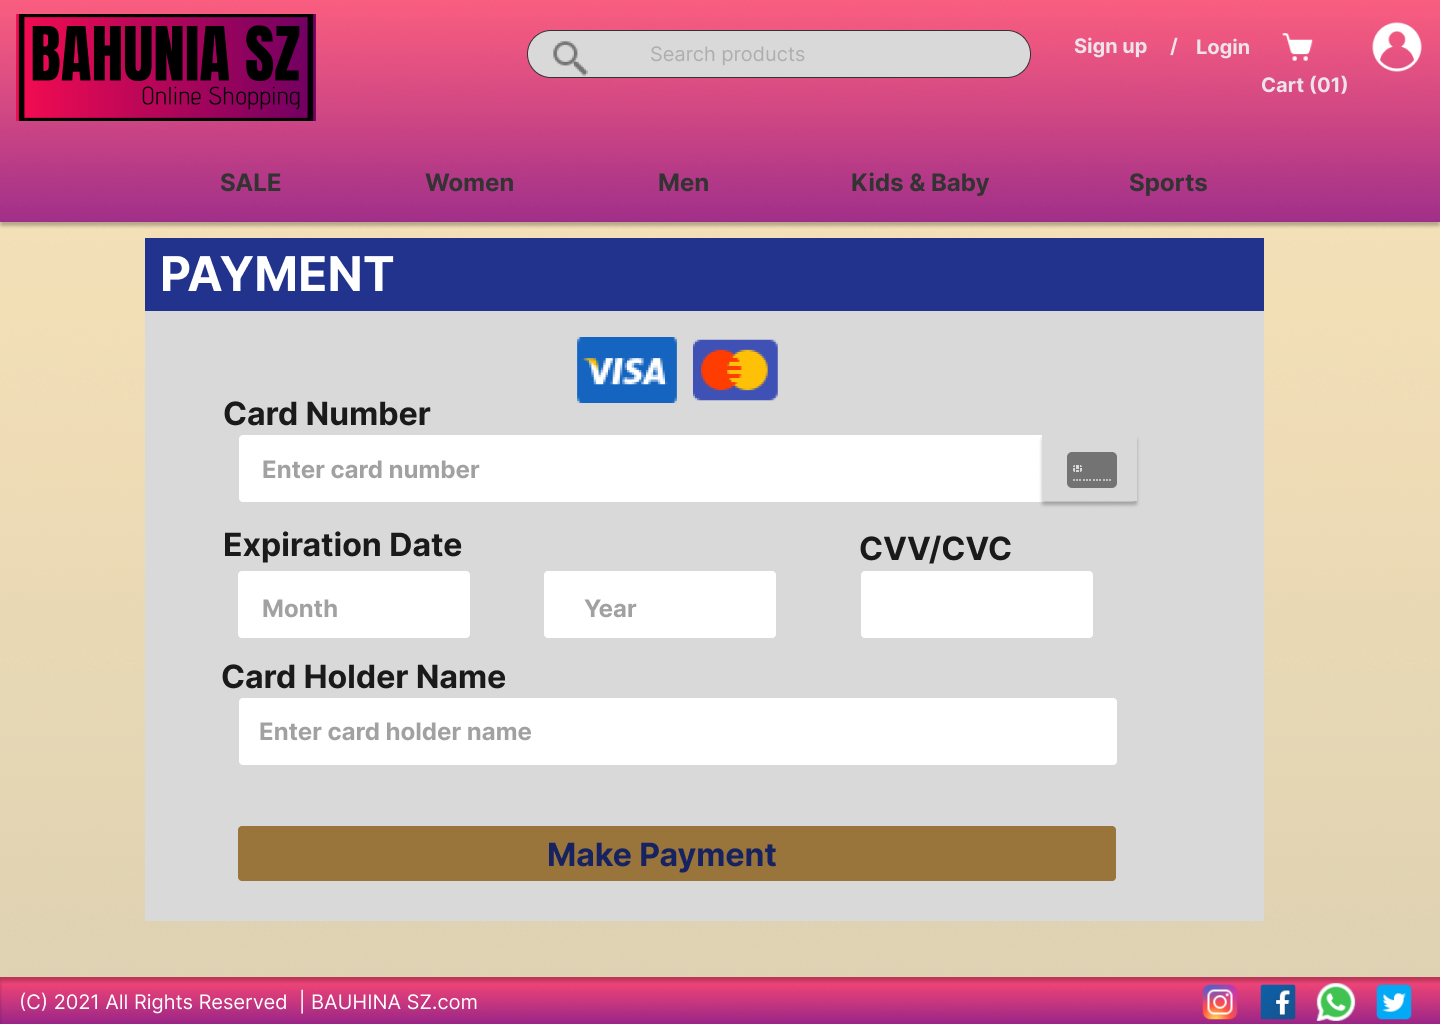 BAHUNIA SZ
Online Shopping
Search products
Sign up / Login
Cart (01)
SALE Women Men Kids & Baby Sports
PAYMENT
VISA
Card Number
Enter card number
Expiration Date
CVV/CVC
Month
Year
Card Holder Name
Enter card holder name
Make Payment
(C) 2021 All Rights Reserved | BAUHINA SZ.com